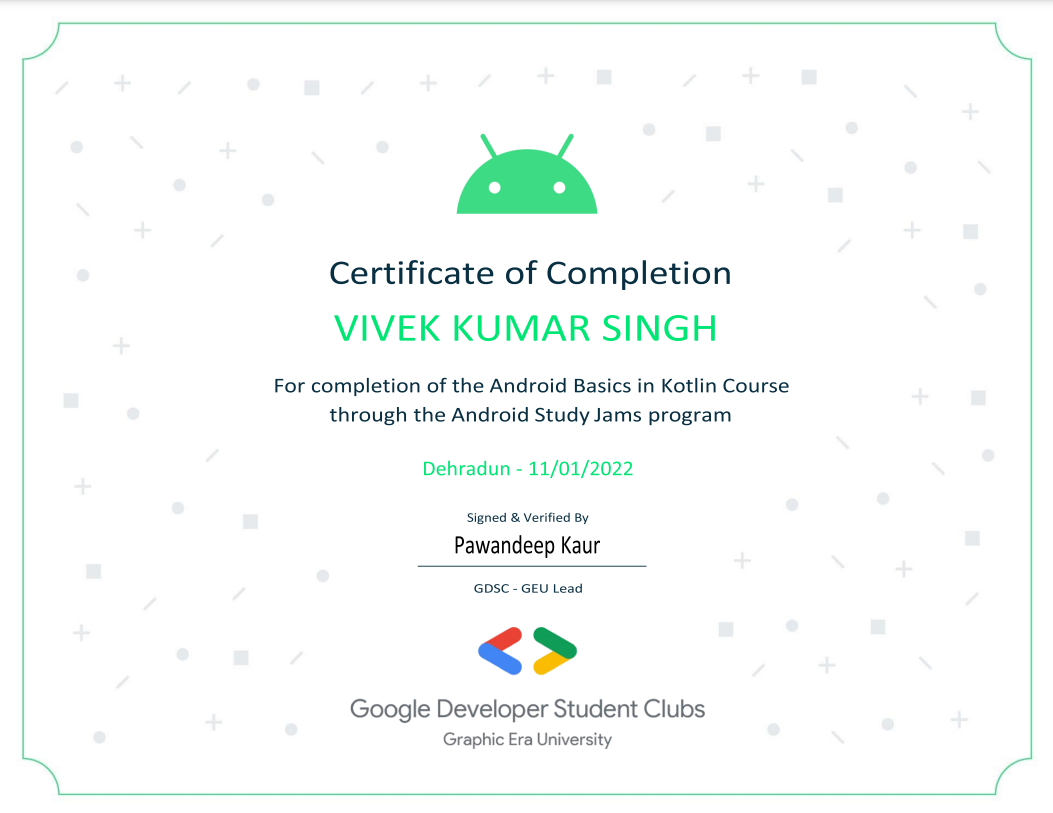 Certificate of Completion
VIVEK KUMAR SINGH
For completion of the Android Basics in Kotlin Course
through the Android Study Jams program
Dehradun - 11/01/2022
Signed & Verified By
Pawandeep Kaur
GDSC - GEU Lead
Google Developer Student Clubs
Graphic Era University